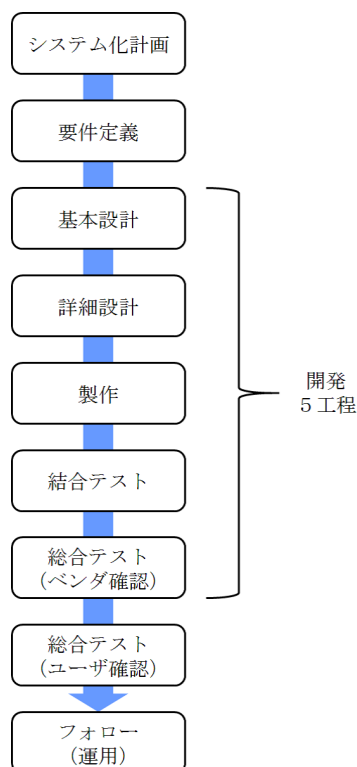 システム化計画
要件定義
基本設計
詳細設計
製作
結合テスト
総合テスト
（ベンダ確認）
総合テスト
（ユーザ確認）
フォロー
（運用）
開発
５工程